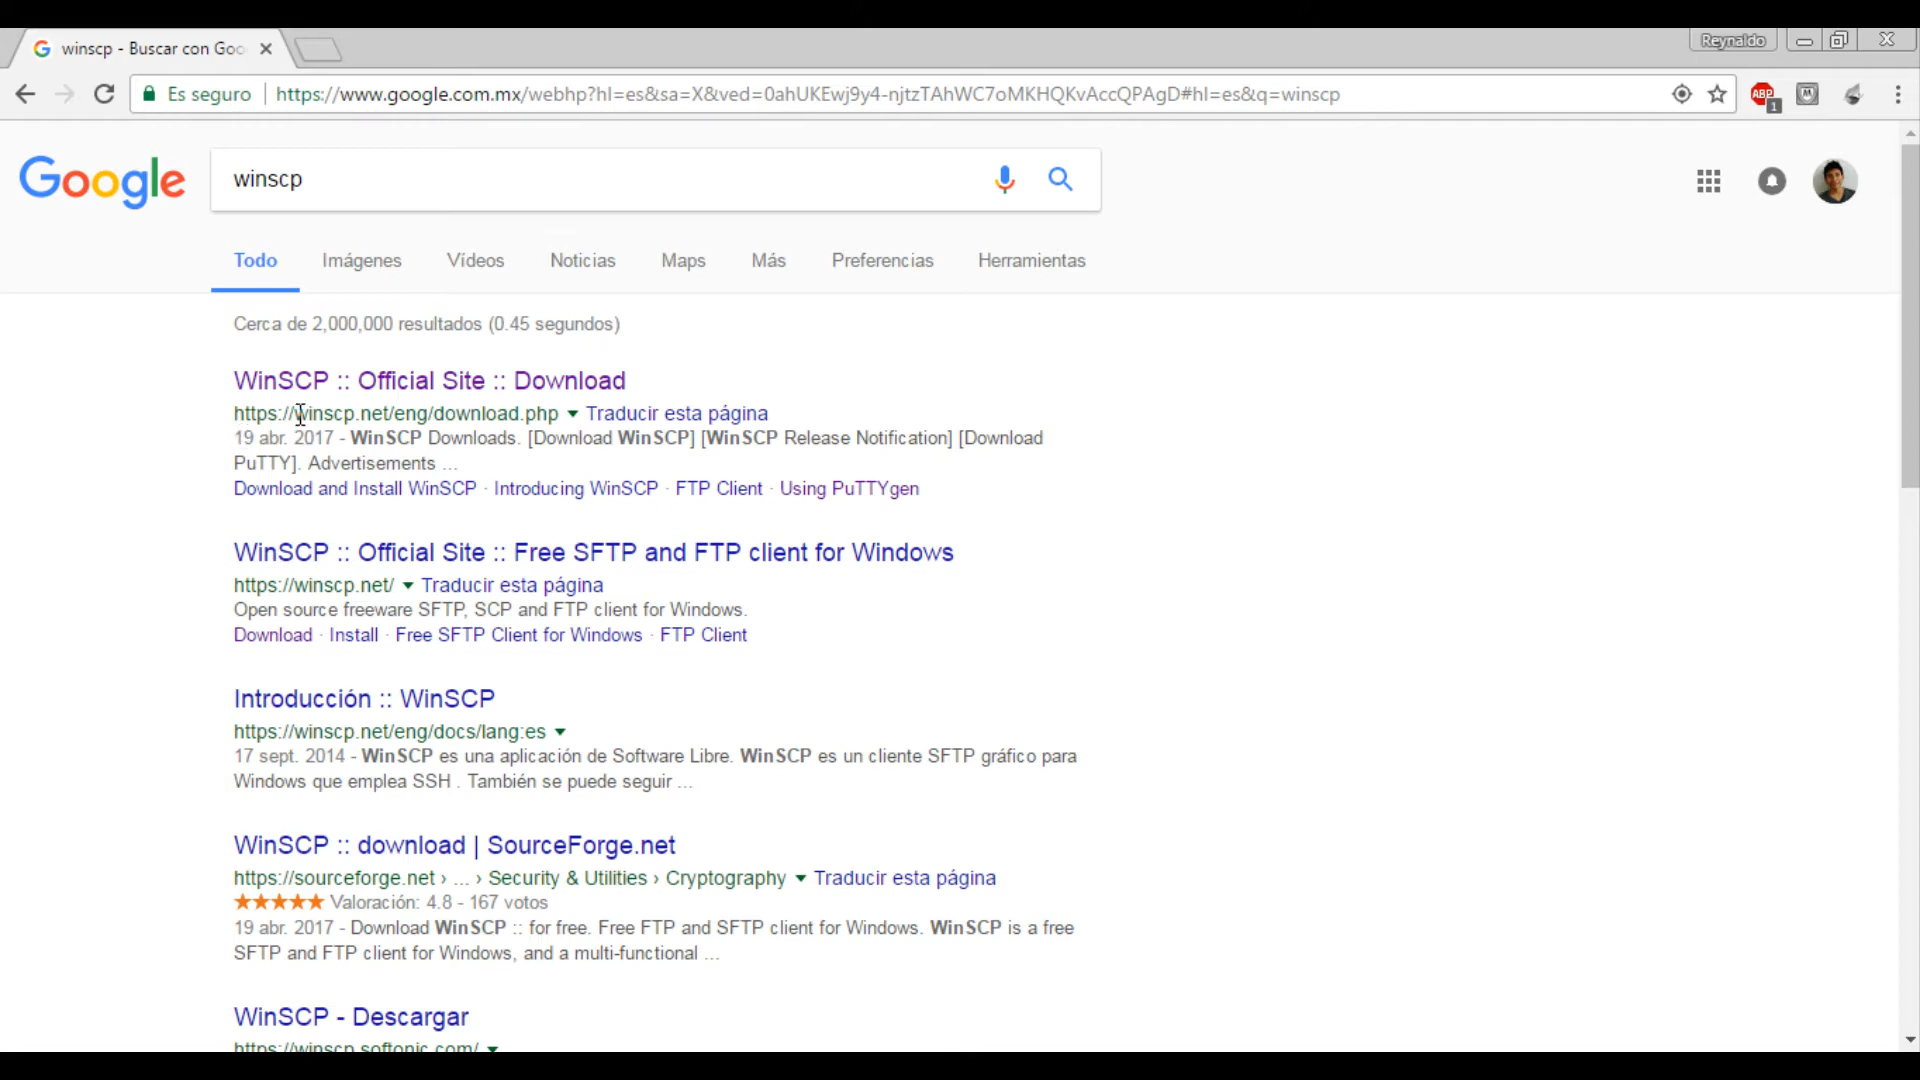 winscp - Buscar con Goo
Reynaldo
Es seguro
https://www.google.com.mx/webhp?hl=es&sa=X&ved=0ahUKEwj9y4-njtzTAhWC7oMKHQKvAccQPAgD#hl=es&q=winscp
ABP
1
Google
winscp
Todo
Imágenes
Vídeos
Noticias
Maps
Más
Preferencias
Herramientas
Cerca de 2,000,000 resultados (0.45 segundos)
WinSCP :: Official Site :: Download
https://winscp.net/eng/download.php Traducir esta página
19 abr. 2017 - WinSCP Downloads. [Download WinSCP] [WinSCP Release Notification] [Download
PuTTY]. Advertisements ...
Download and Install WinSCP · Introducing WinSCP · FTP Client · Using PuTTYgen
WinSCP :: Official Site :: Free SFTP and FTP client for Windows
https://winscp.net/ Traducir esta página
Open source freeware SFTP, SCP and FTP client for Windows.
Download · Install · Free SFTP Client for Windows · FTP Client
Introducción :: WinSCP
https://winscp.net/eng/docs/lang:es
17 sept. 2014 - WinSCP es una aplicación de Software Libre. WinSCP es un cliente SFTP gráfico para
Windows que emplea SSH . También se puede seguir ...
WinSCP :: download | SourceForge.net
https://sourceforge.net › ... › Security & Utilities › Cryptography Traducir esta página
Valoración: 4.8 - 167 votos
19 abr. 2017 - Download WinSCP :: for free. Free FTP and SFTP client for Windows. WinSCP is a free
SFTP and FTP client for Windows, and a multi-functional ...
WinSCP - Descargar
https://winscp.softonic.com/